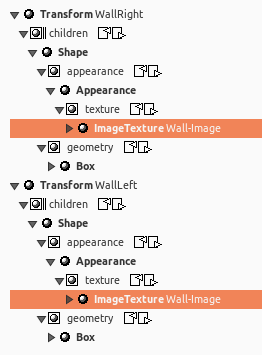 Transform WallRight
children
Shape
appearance
Appearance
texture
ImageTexture Wall-Image
geometry
Box
Transform WallLeft
children
Shape
appearance
Appearance
texture
ImageTexture Wall-Image
geometry
Box